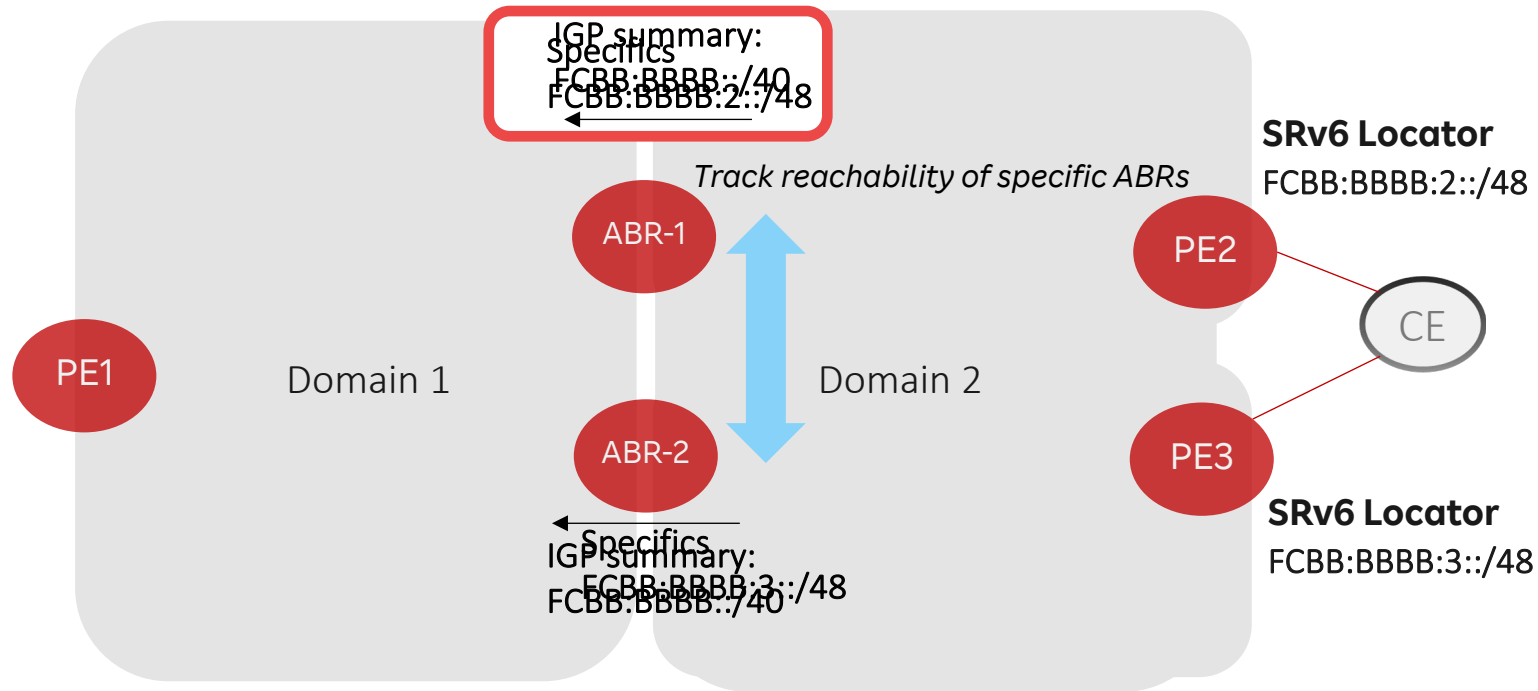 IGP summary:
FCBB:BBBB::/40
Specifics
FCBB:BBBB:2::/48
Track reachability of specific ABRs
SRv6 Locator
FCBB:BBBB:2::/48
ABR-1
PE2
CE
PE1
Domain 1
Domain 2
ABR-2
PE3
SRv6 Locator
FCBB:BBBB:3::/48
Specifics
FCBB:BBBB:3::/48
IGP summary:
FCBB:BBBB::/40